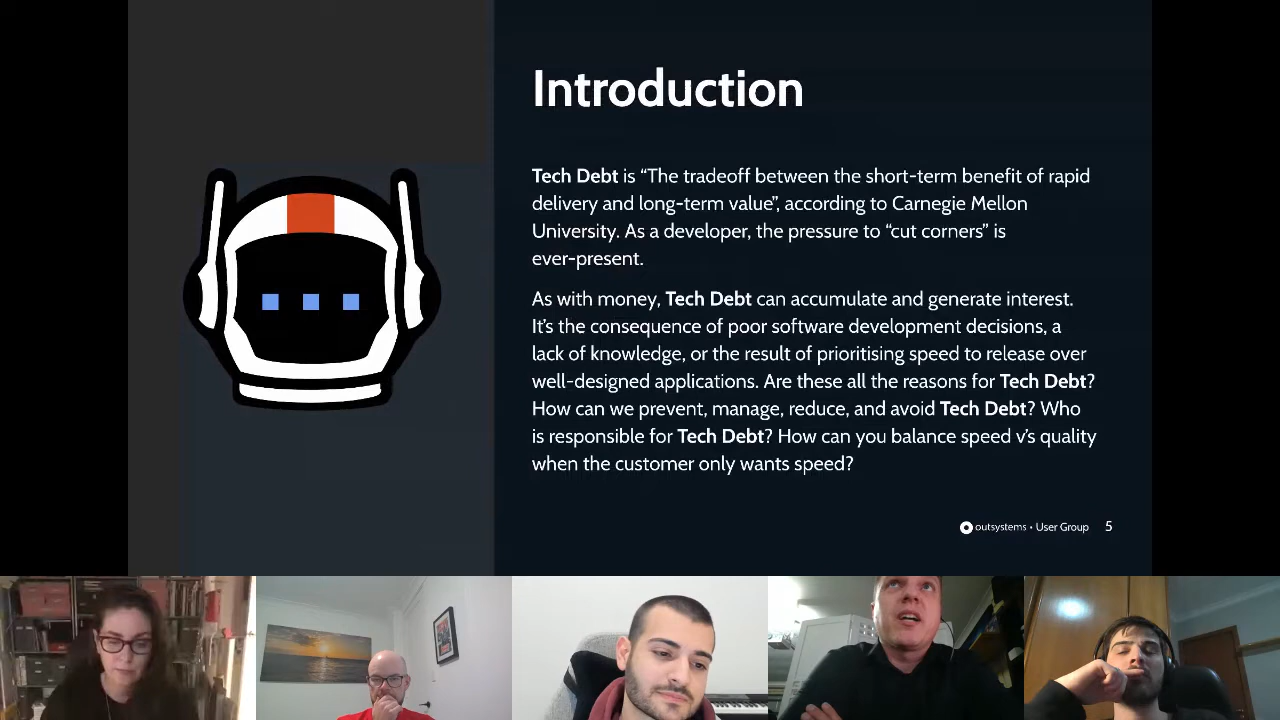 Introduction
Tech Debt is “The tradeoff between the short-term benefit of rapid
delivery and long-term value”, according to Carnegie Mellon
University. As a developer, the pressure to “cut corners” is
ever-present.
As with money, Tech Debt can accumulate and generate interest.
It’s the consequence of poor software development decisions, a
lack of knowledge, or the result of prioritising speed to release over
well-designed applications. Are these all the reasons for Tech Debt?
How can we prevent, manage, reduce, and avoid Tech Debt? Who
is responsible for Tech Debt? How can you balance speed v’s quality
when the customer only wants speed?
outsystems • User Group 5